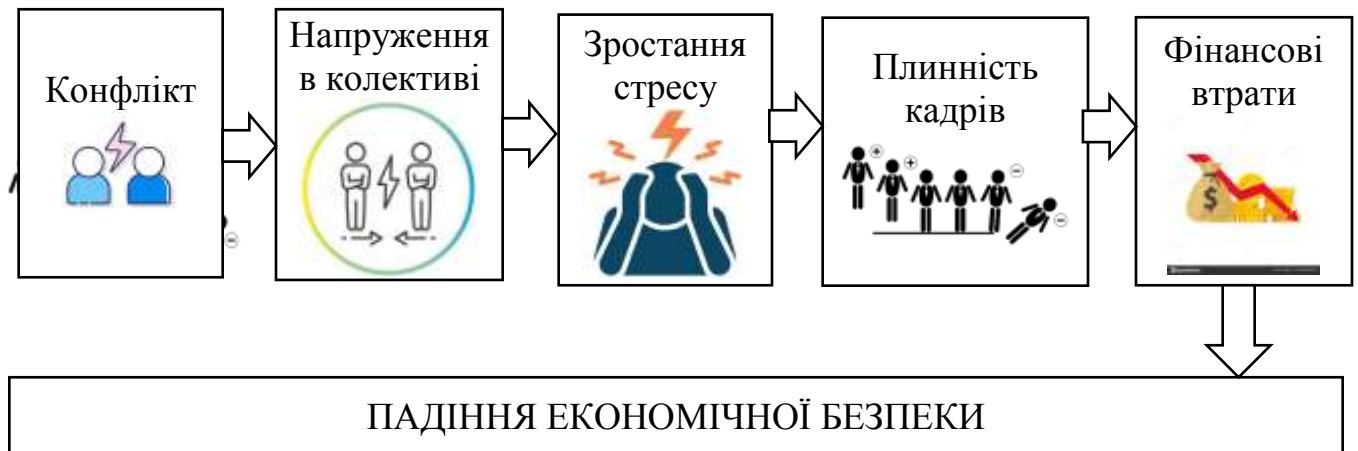 Конфлікт
Напруження
в колективі
Зростання
стресу
Плинність
кадрів
Фінансові
втрати
$
ПАДІННЯ ЕКОНОМІЧНОЇ БЕЗПЕКИ